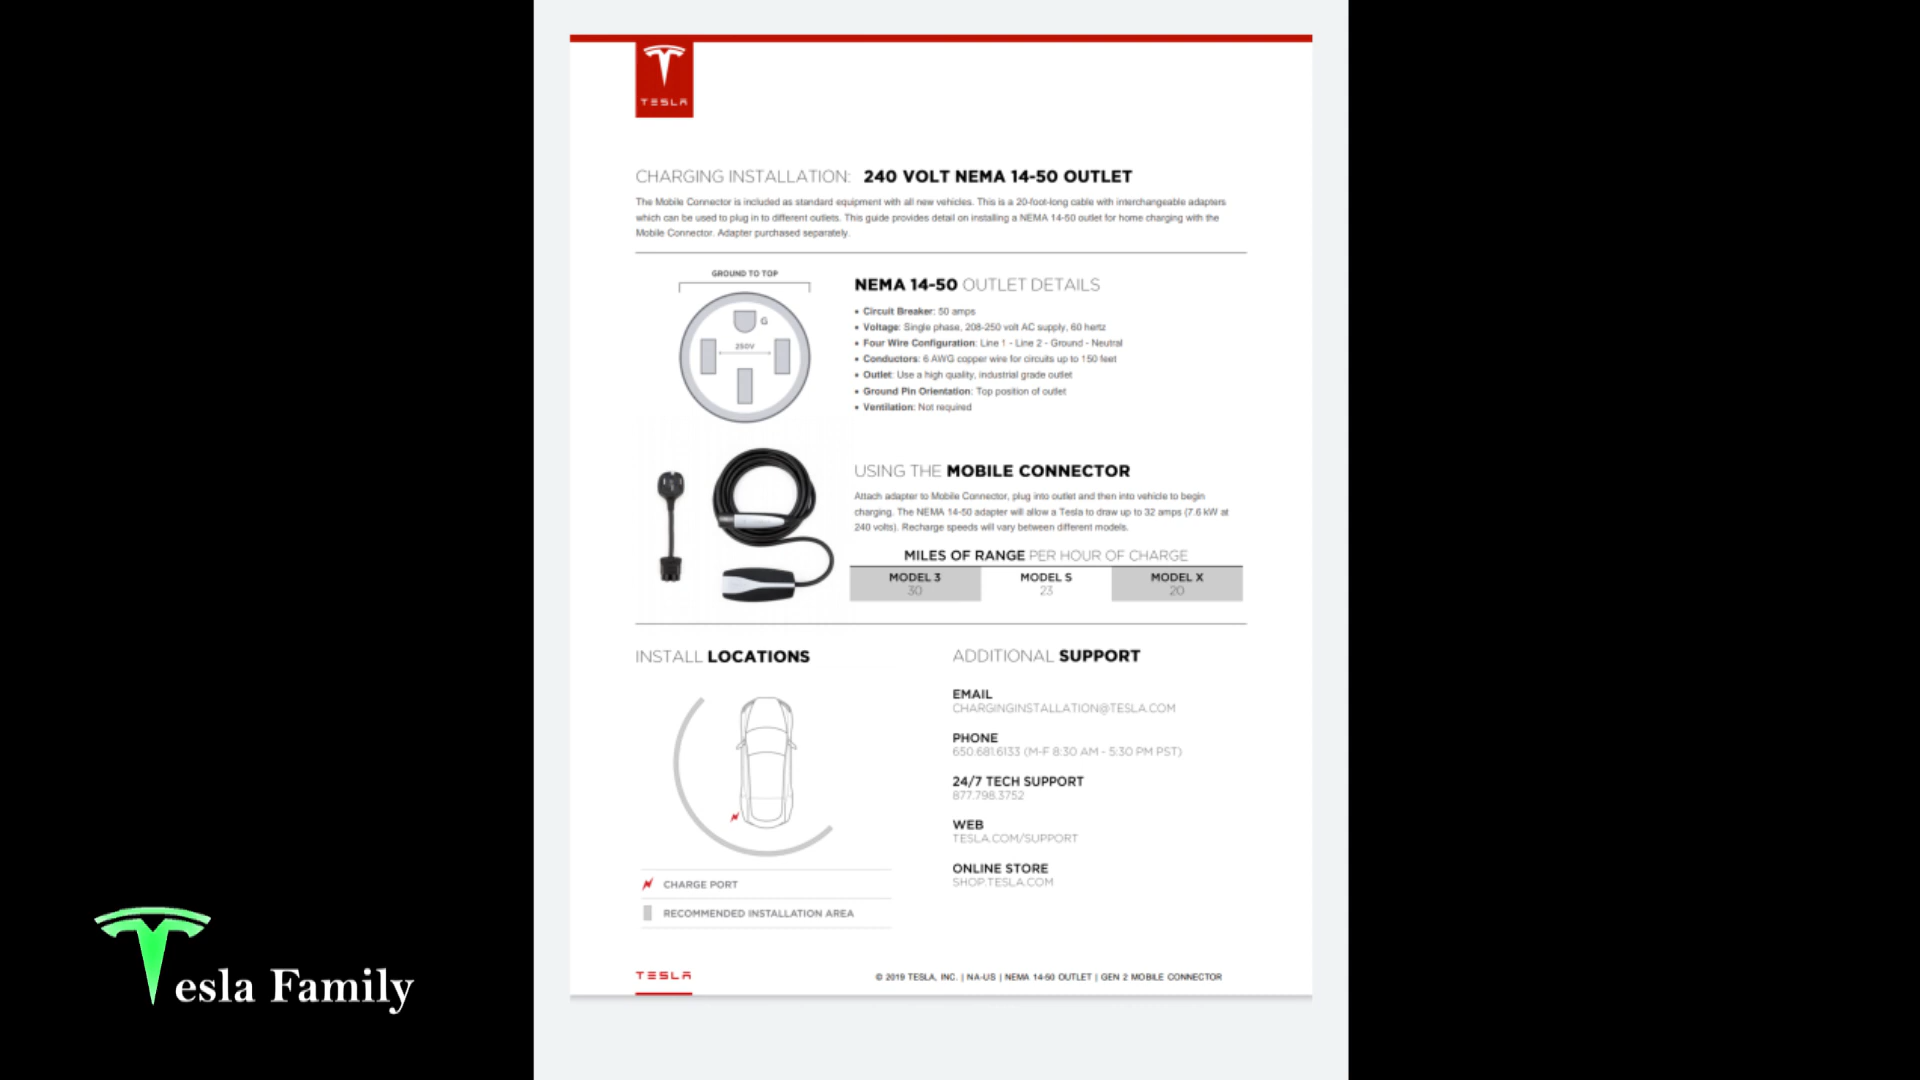 TESLA
CHARGING INSTALLATION: 240 VOLT NEMA 14-50 OUTLET
The Mobile Connector is included as standard equipment with all new vehicles. This is a 20-foot-long cable with interchangeable adapters
which can be used to plug in to different outlets. This guide provides detail on installing a NEMA 14-50 outlet for home charging with the
Mobile Connector. Adapter purchased separately.
GROUND TO TOP
G
250V
NEMA 14-50 OUTLET DETAILS
• Circuit Breaker: 50 amps
• Voltage: Single phase, 208-250 volt AC supply, 60 hertz
• Four Wire Configuration: Line 1 - Line 2 - Ground - Neutral
• Conductors: 6 AWG copper wire for circuits up to 150 feet
• Outlet: Use a high quality, industrial grade outlet
• Ground Pin Orientation: Top position of outlet
• Ventilation: Not required
USING THE MOBILE CONNECTOR
Attach adapter to Mobile Connector, plug into outlet and then into vehicle to begin
charging. The NEMA 14-50 adapter will allow a Tesla to draw up to 32 amps (7.6 kW at
240 volts). Recharge speeds will vary between different models.
MILES OF RANGE PER HOUR OF CHARGE
MODEL 3 MODEL S MODEL X
30 23 20
INSTALL LOCATIONS
CHARGE PORT
RECOMMENDED INSTALLATION AREA
ADDITIONAL SUPPORT
EMAIL
CHARGINGINSTALLATION@TESLA.COM
PHONE
650.681.6133 (M-F 8:30 AM - 5:30 PM PST)
24/7 TECH SUPPORT
877.798.3752
WEB
TESLA.COM/SUPPORT
ONLINE STORE
SHOP.TESLA.COM
TESLA
© 2019 TESLA, INC. | NA-US | NEMA 14-50 OUTLET | GEN 2 MOBILE CONNECTOR
Tesla Family